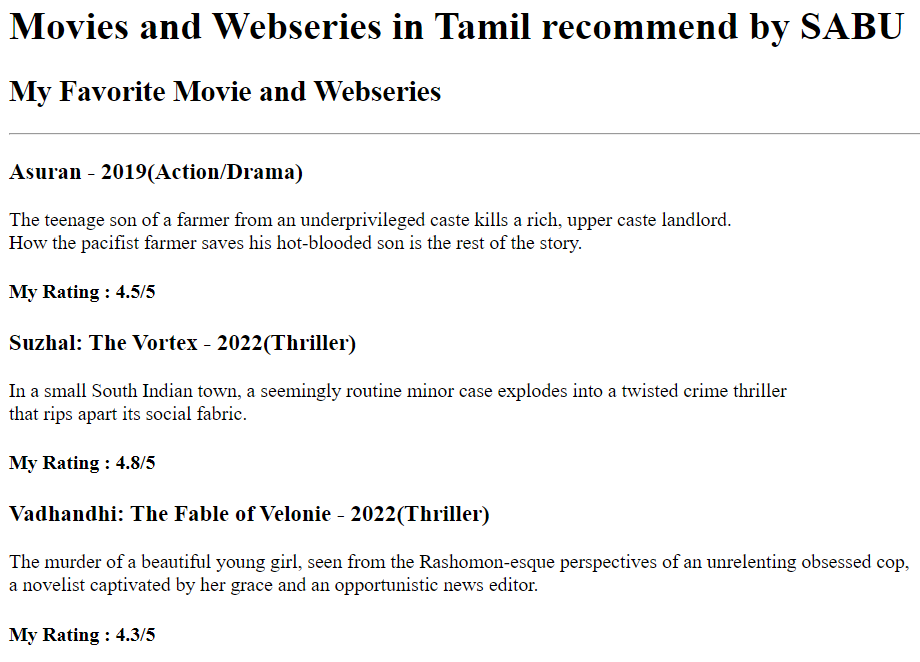 Movies and Webseries in Tamil recommend by SABU
My Favorite Movie and Webseries
Asuran - 2019(Action/Drama)
The teenage son of a farmer from an underprivileged caste kills a rich, upper caste landlord.
How the pacifist farmer saves his hot-blooded son is the rest of the story.
My Rating : 4.5/5
Suzhal: The Vortex - 2022(Thriller)
In a small South Indian town, a seemingly routine minor case explodes into a twisted crime thriller
that rips apart its social fabric.
My Rating : 4.8/5
Vadhandhi: The Fable of Velonie - 2022(Thriller)
The murder of a beautiful young girl, seen from the Rashomon-esque perspectives of an unrelenting obsessed cop,
a novelist captivated by her grace and an opportunistic news editor.
My Rating : 4.3/5